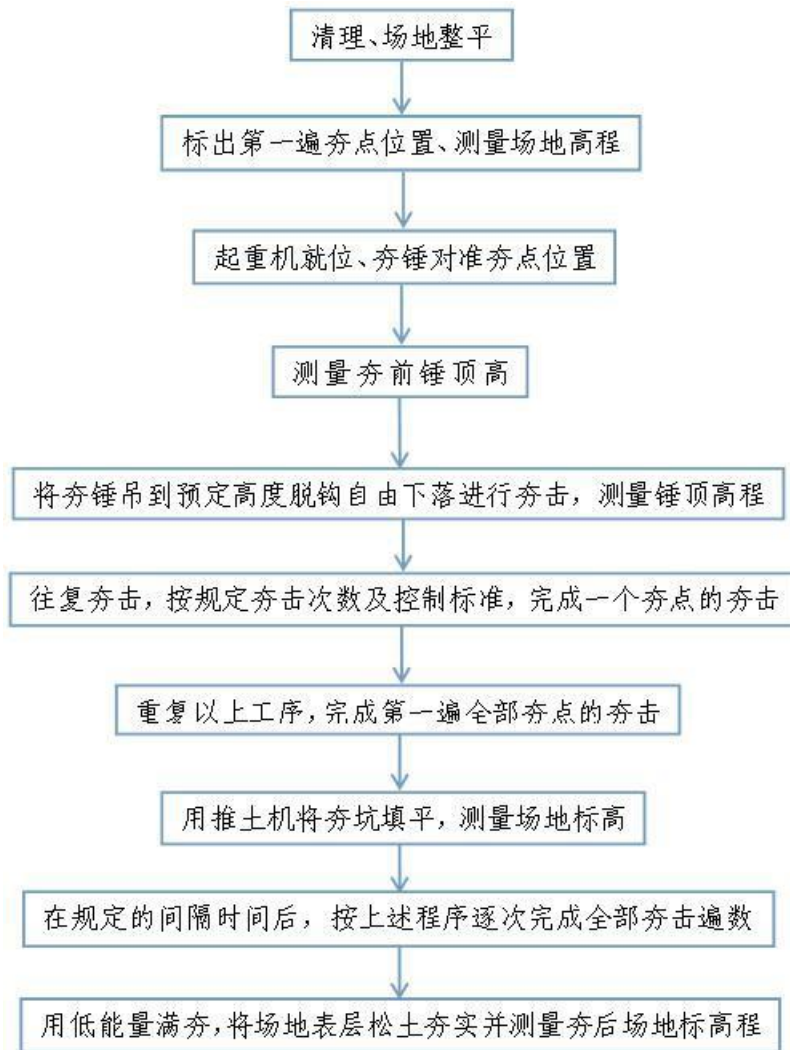 清理、场地整平
标出第一遍夯点位置、测量场地高程
起重机就位、夯锤对准夯点位置
测量夯前锤顶高
将夯锤吊到预定高度脱钩自由下落进行夯击，测量锤顶高程
往复夯击，按规定夯击次数及控制标准，完成一个夯点的夯击
重复以上工序，完成第一遍全部夯点的夯击
用推土机将夯坑填平，测量场地标高
在规定的间隔时间后，按上述程序逐次完成全部夯击遍数
用低能量满夯，将场地表层松土夯实并测量夯后场地标高程